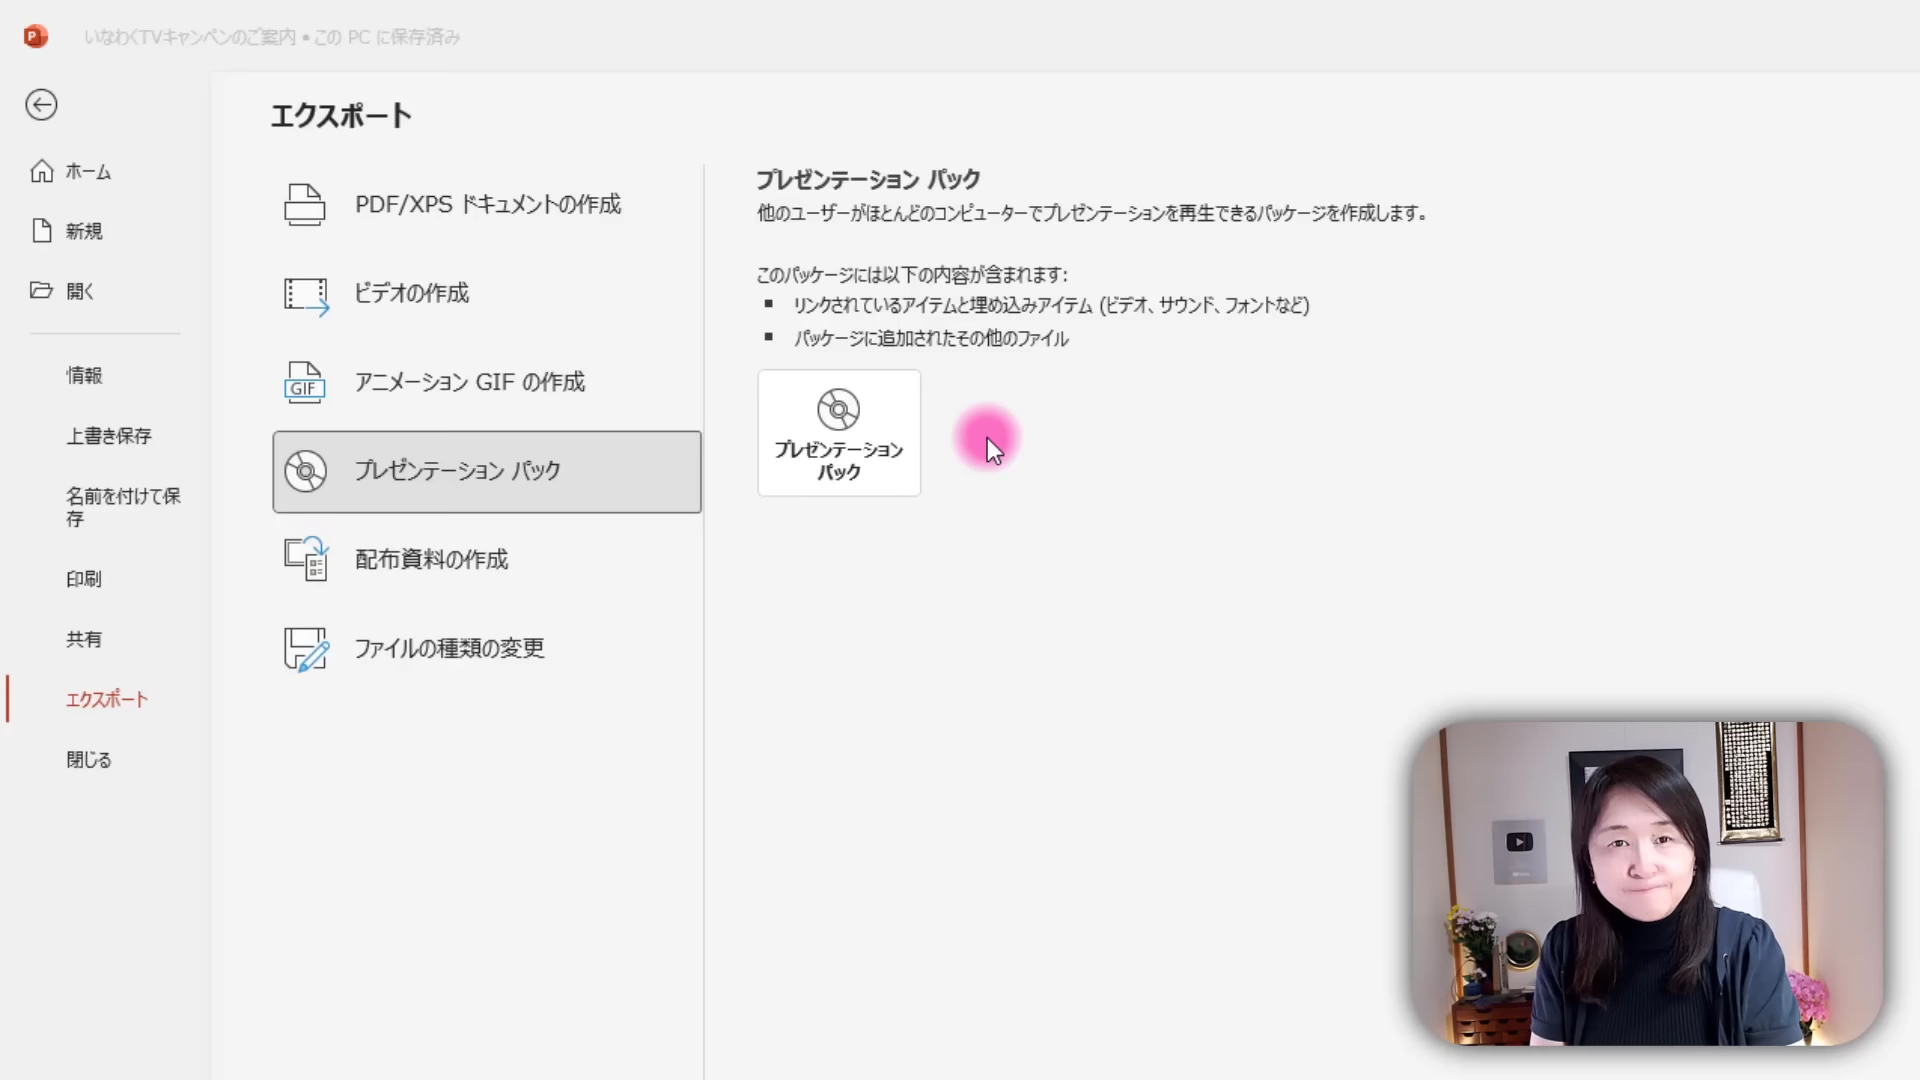 いなわくTVキャンペンのご案内 • この PC に保存済み
ホーム
新規
開く
情報
上書き保存
名前を付けて保
存
印刷
共有
エクスポート
閉じる
エクスポート
PDF/XPS ドキュメントの作成
ビデオの作成
GIF
アニメーション GIF の作成
プレゼンテーション パック
配布資料の作成
ファイルの種類の変更
プレゼンテーション パック
他のユーザーがほとんどのコンピューターでプレゼンテーションを再生できるパッケージを作成します。
このパッケージには以下の内容が含まれます:
▪ リンクされているアイテムと埋め込みアイテム (ビデオ、サウンド、フォントなど)
▪ パッケージに追加されたその他のファイル
プレゼンテーション
パック